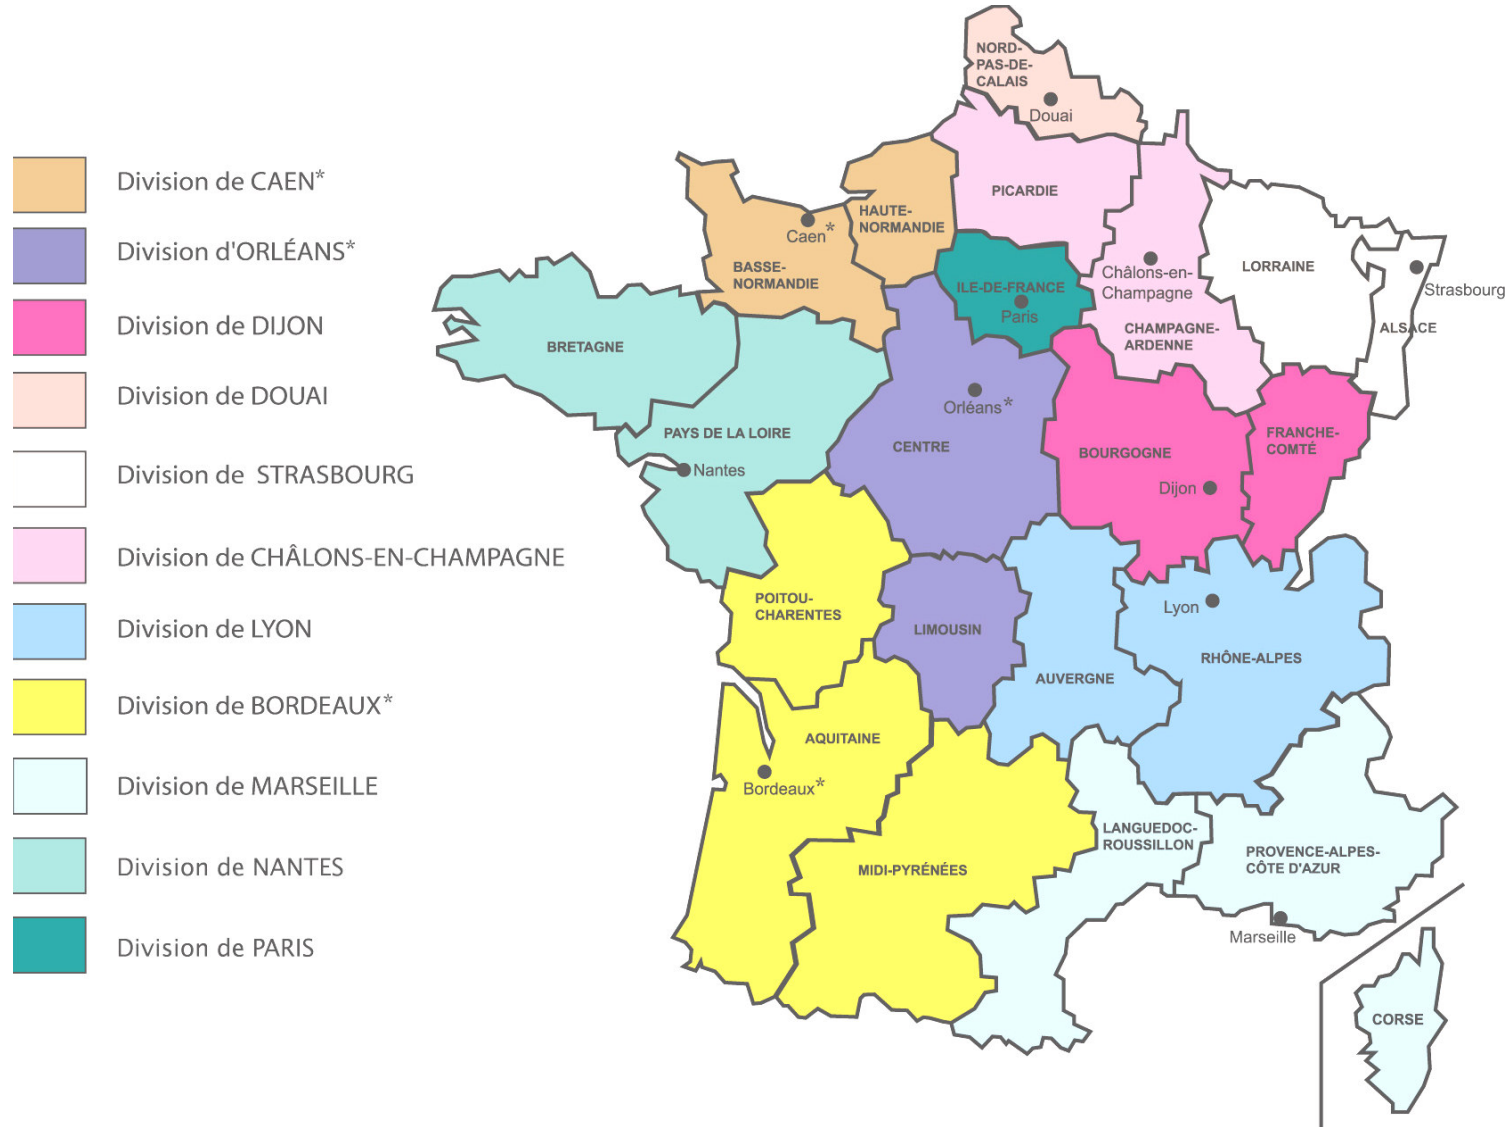 Division de CAEN*
Division d'ORLÉANS*
Division de DIJON
Division de DOUAI
Division de  STRASBOURG
Division de CHÂLONS-EN-CHAMPAGNE
Division de LYON
Division de BORDEAUX*
Division de MARSEILLE
Division de NANTES
Division de PARIS
NORD-
PAS-DE-
CALAIS
Douai
PICARDIE
HAUTE-
NORMANDIE
Caen*
BASSE-
NORMANDIE
ILE-DE-FRANCE
Paris
Châlons-en-
Champagne
CHAMPAGNE-
ARDENNE
LORRAINE
Strasbourg
ALSACE
BRETAGNE
PAYS DE LA LOIRE
Nantes
Orléans*
CENTRE
BOURGOGNE
Dijon
FRANCHE-
COMTÉ
POITOU-
CHARENTES
LIMOUSIN
AUVERGNE
Lyon
RHÔNE-ALPES
AQUITAINE
Bordeaux*
MIDI-PYRÉNÉES
LANGUEDOC-
ROUSSILLON
PROVENCE-ALPES-
CÔTE D'AZUR
Marseille
CORSE